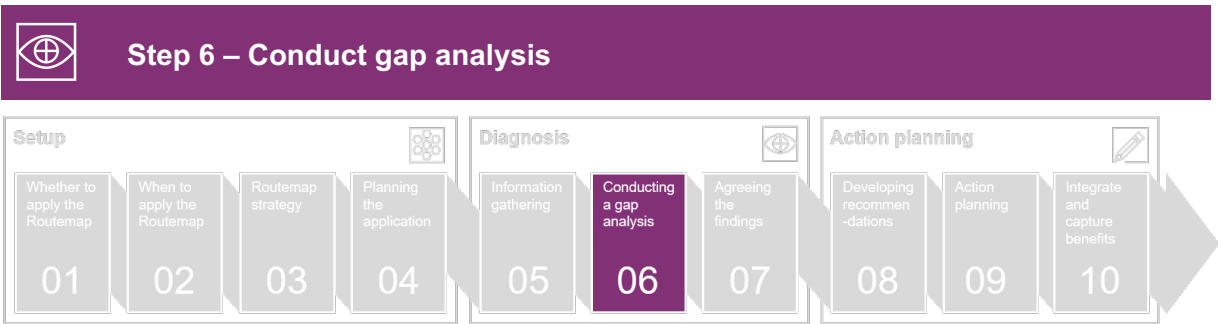 Step 6 – Conduct gap analysis
Setup
Diagnosis
Action planning
Whether to
apply the
Routemap
01
When to
apply the
Routemap
02
Routemap
strategy
03
Planning
the
application
04
Information
gathering
05
Conducting
a gap
analysis
06
Agreeing
the
findings
07
Developing
recommen
-dations
08
Action
planning
09
Integrate
and
capture
benefits
10